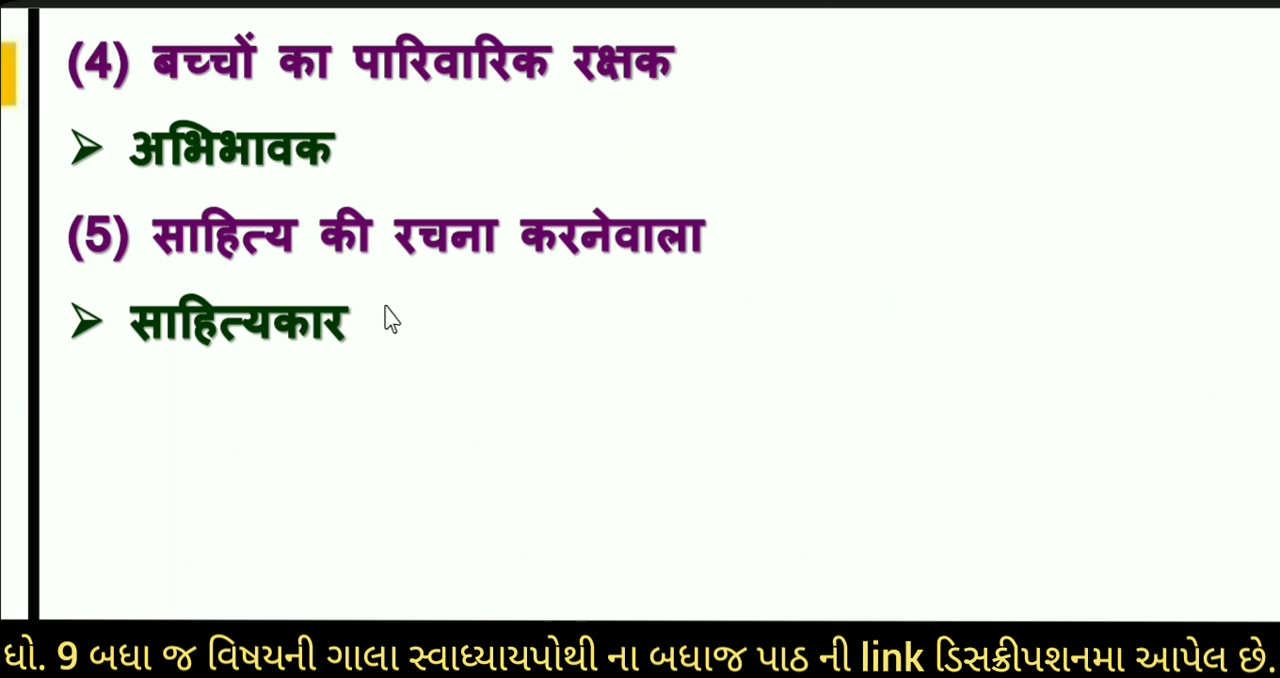 (4) बच्चों का पारिवारिक रक्षक
➢ अभिभावक
(5) साहित्य की रचना करनेवाला
➢ साहित्यकार
ધો. 9 બધા જ વિષયની ગાલા સ્વાધ્યાયપોથી ના બધાજ પાઠ ની link ડિસક્રીપશનમા આપેલ છે.